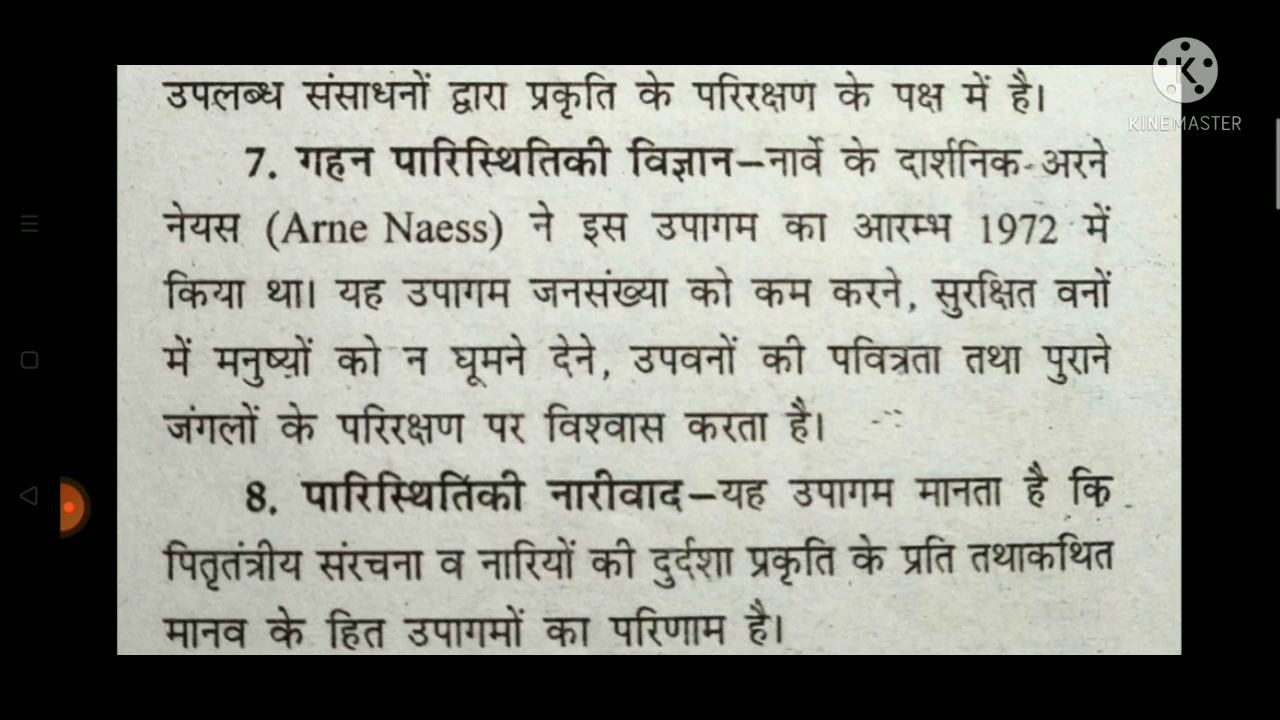 उपलब्ध संसाधनों द्वारा प्रकृति के परिरक्षण के पक्ष में है।
KINEMASTER
7. गहन पारिस्थितिकी विज्ञान–नार्वे के दार्शनिक अरने
नेयस (Arne Naess) ने इस उपागम का आरम्भ 1972 में
किया था। यह उपागम जनसंख्या को कम करने, सुरक्षित वनों
में मनुष्यों को न घूमने देने, उपवनों की पवित्रता तथा पुराने
जंगलों के परिरक्षण पर विश्वास करता है।
8. पारिस्थितिकी नारीवाद–यह उपागम मानता है कि
पितृतंत्रीय संरचना व नारियों की दुर्दशा प्रकृति के प्रति तथाकथित
मानव के हित उपागमों का परिणाम है।